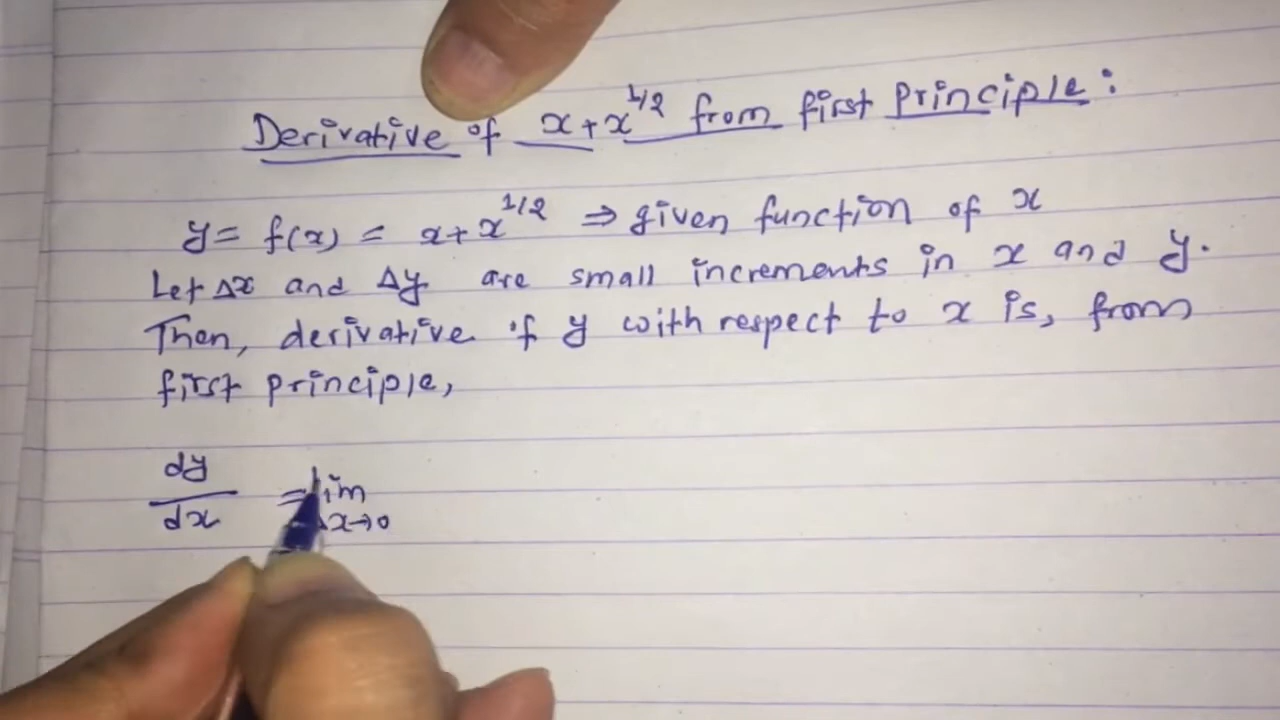 Derivative of x+x^1/2 from first principle:
y= f(x) = x+x^1/2 ⇒ given function of x
Let Δx and Δy are small increments in x and y.
Then, derivative of y with respect to x is, from
first principle,
dy/dx = lim Δx→0